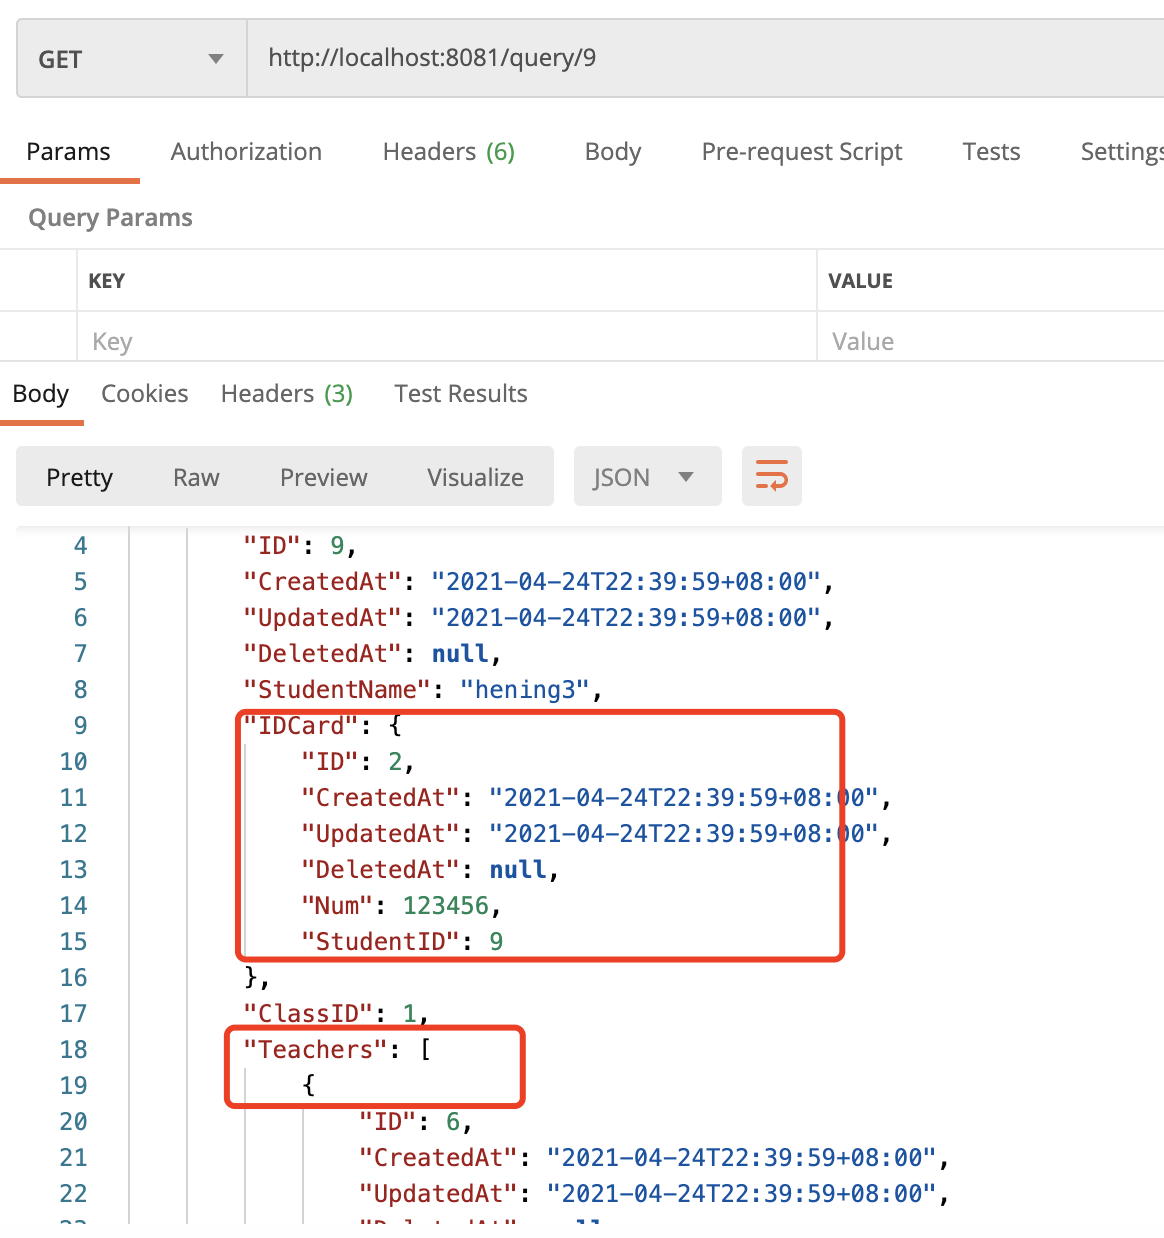 GET http://localhost:8081/query/9
Params Authorization Headers (6) Body Pre-request Script Tests Settings
Query Params
KEY VALUE
Key Value
Body Cookies Headers (3) Test Results
Pretty Raw Preview Visualize JSON
4 "ID": 9,
5 "CreatedAt": "2021-04-24T22:39:59+08:00",
6 "UpdatedAt": "2021-04-24T22:39:59+08:00",
7 "DeletedAt": null,
8 "StudentName": "hening3",
9 "IDCard": {
10 "ID": 2,
11 "CreatedAt": "2021-04-24T22:39:59+08:00",
12 "UpdatedAt": "2021-04-24T22:39:59+08:00",
13 "DeletedAt": null,
14 "Num": 123456,
15 "StudentID": 9
16 },
17 "ClassID": 1,
18 "Teachers": [
19 {
20 "ID": 6,
21 "CreatedAt": "2021-04-24T22:39:59+08:00",
22 "UpdatedAt": "2021-04-24T22:39:59+08:00",